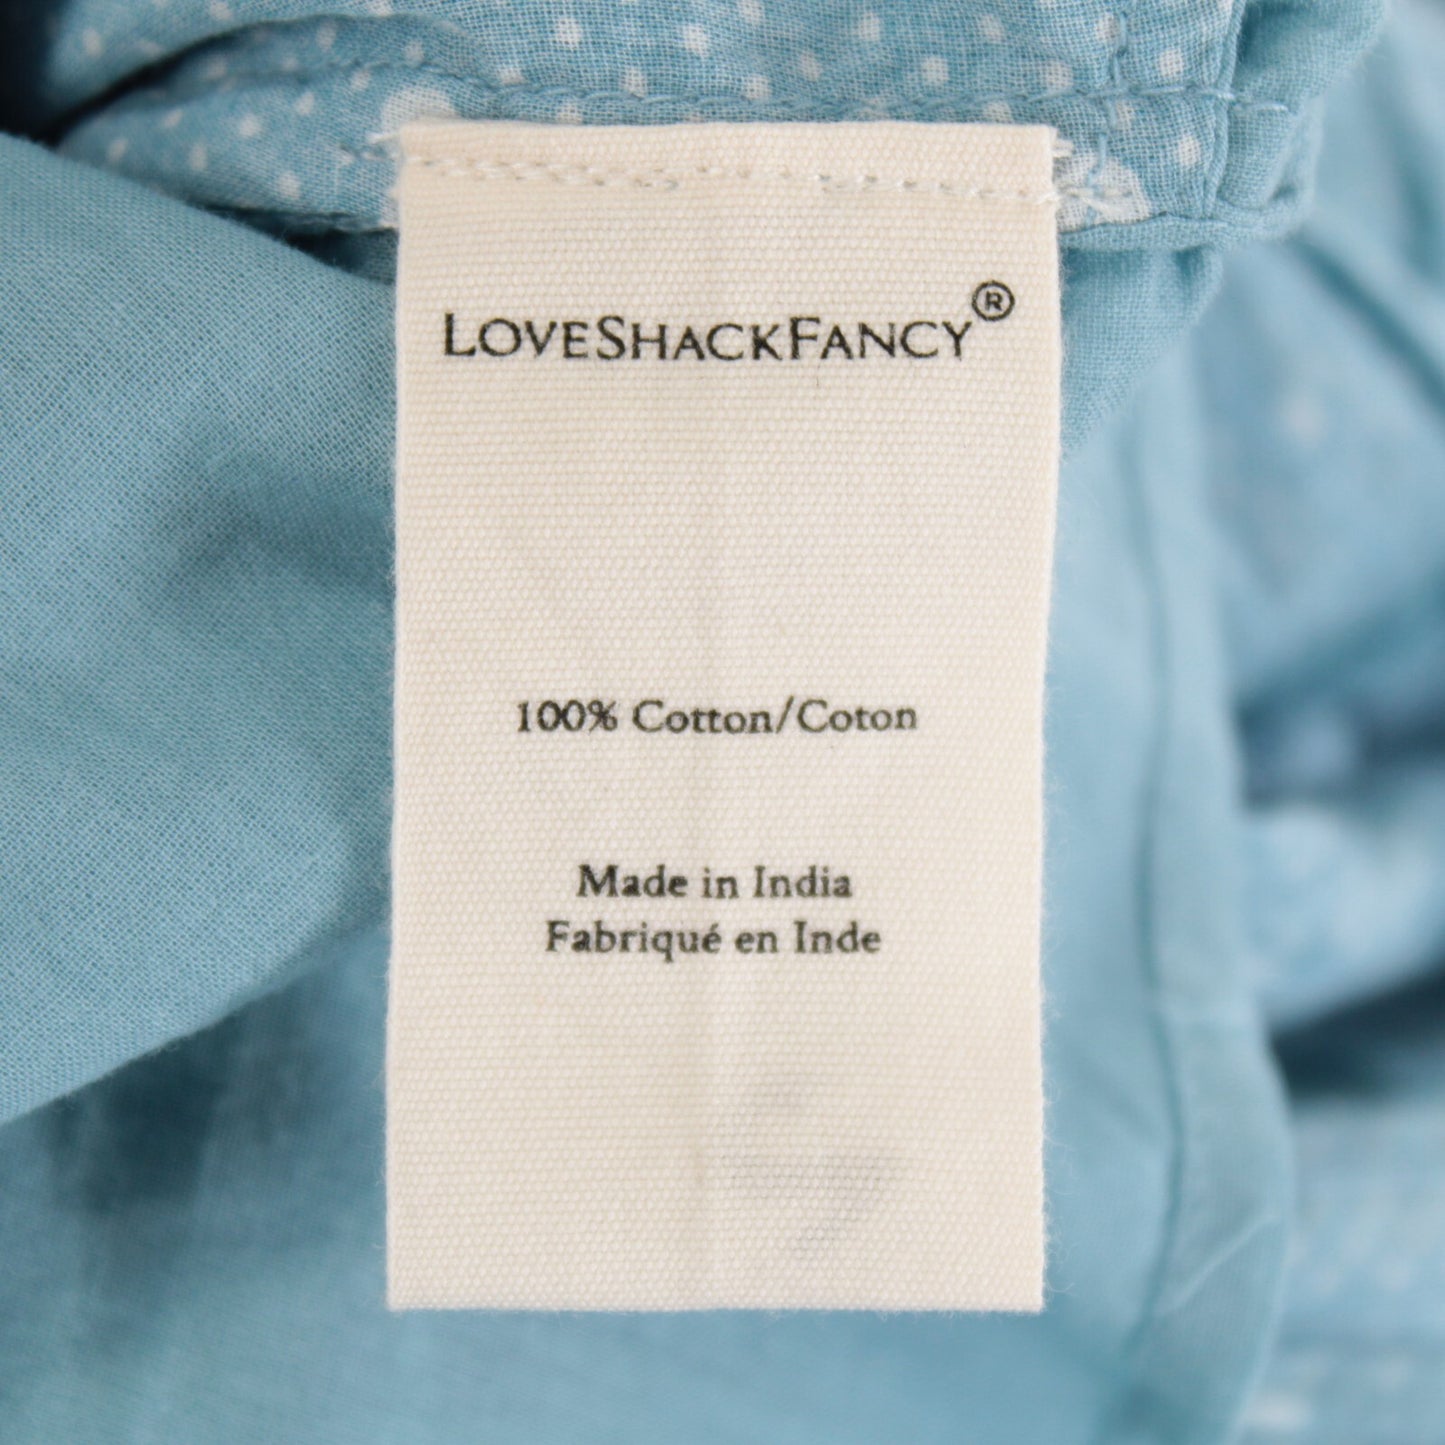 LOVESHACKFANCY®
100% Cotton/Coton
Made in India
Fabriqué en Inde